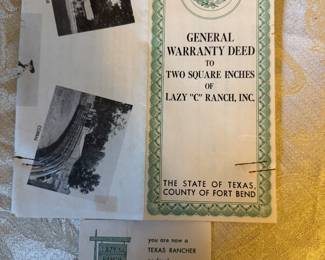 GENERAL
WARRANTY DEED
TO
TWO SQUARE INCHES
OF
LAZY "C" RANCH, INC.
THE STATE OF TEXAS,
COUNTY OF FORT BEND
you are now a
TEXAS RANCHER